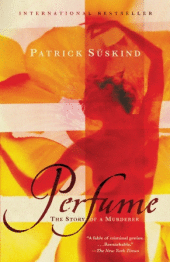 INTERNATIONAL BESTSELLER
PATRICK SÜSKIND
Perfume
THE STORY OF A MURDERER
"A fable of criminal genius.
Remarkable."
—The New York Times